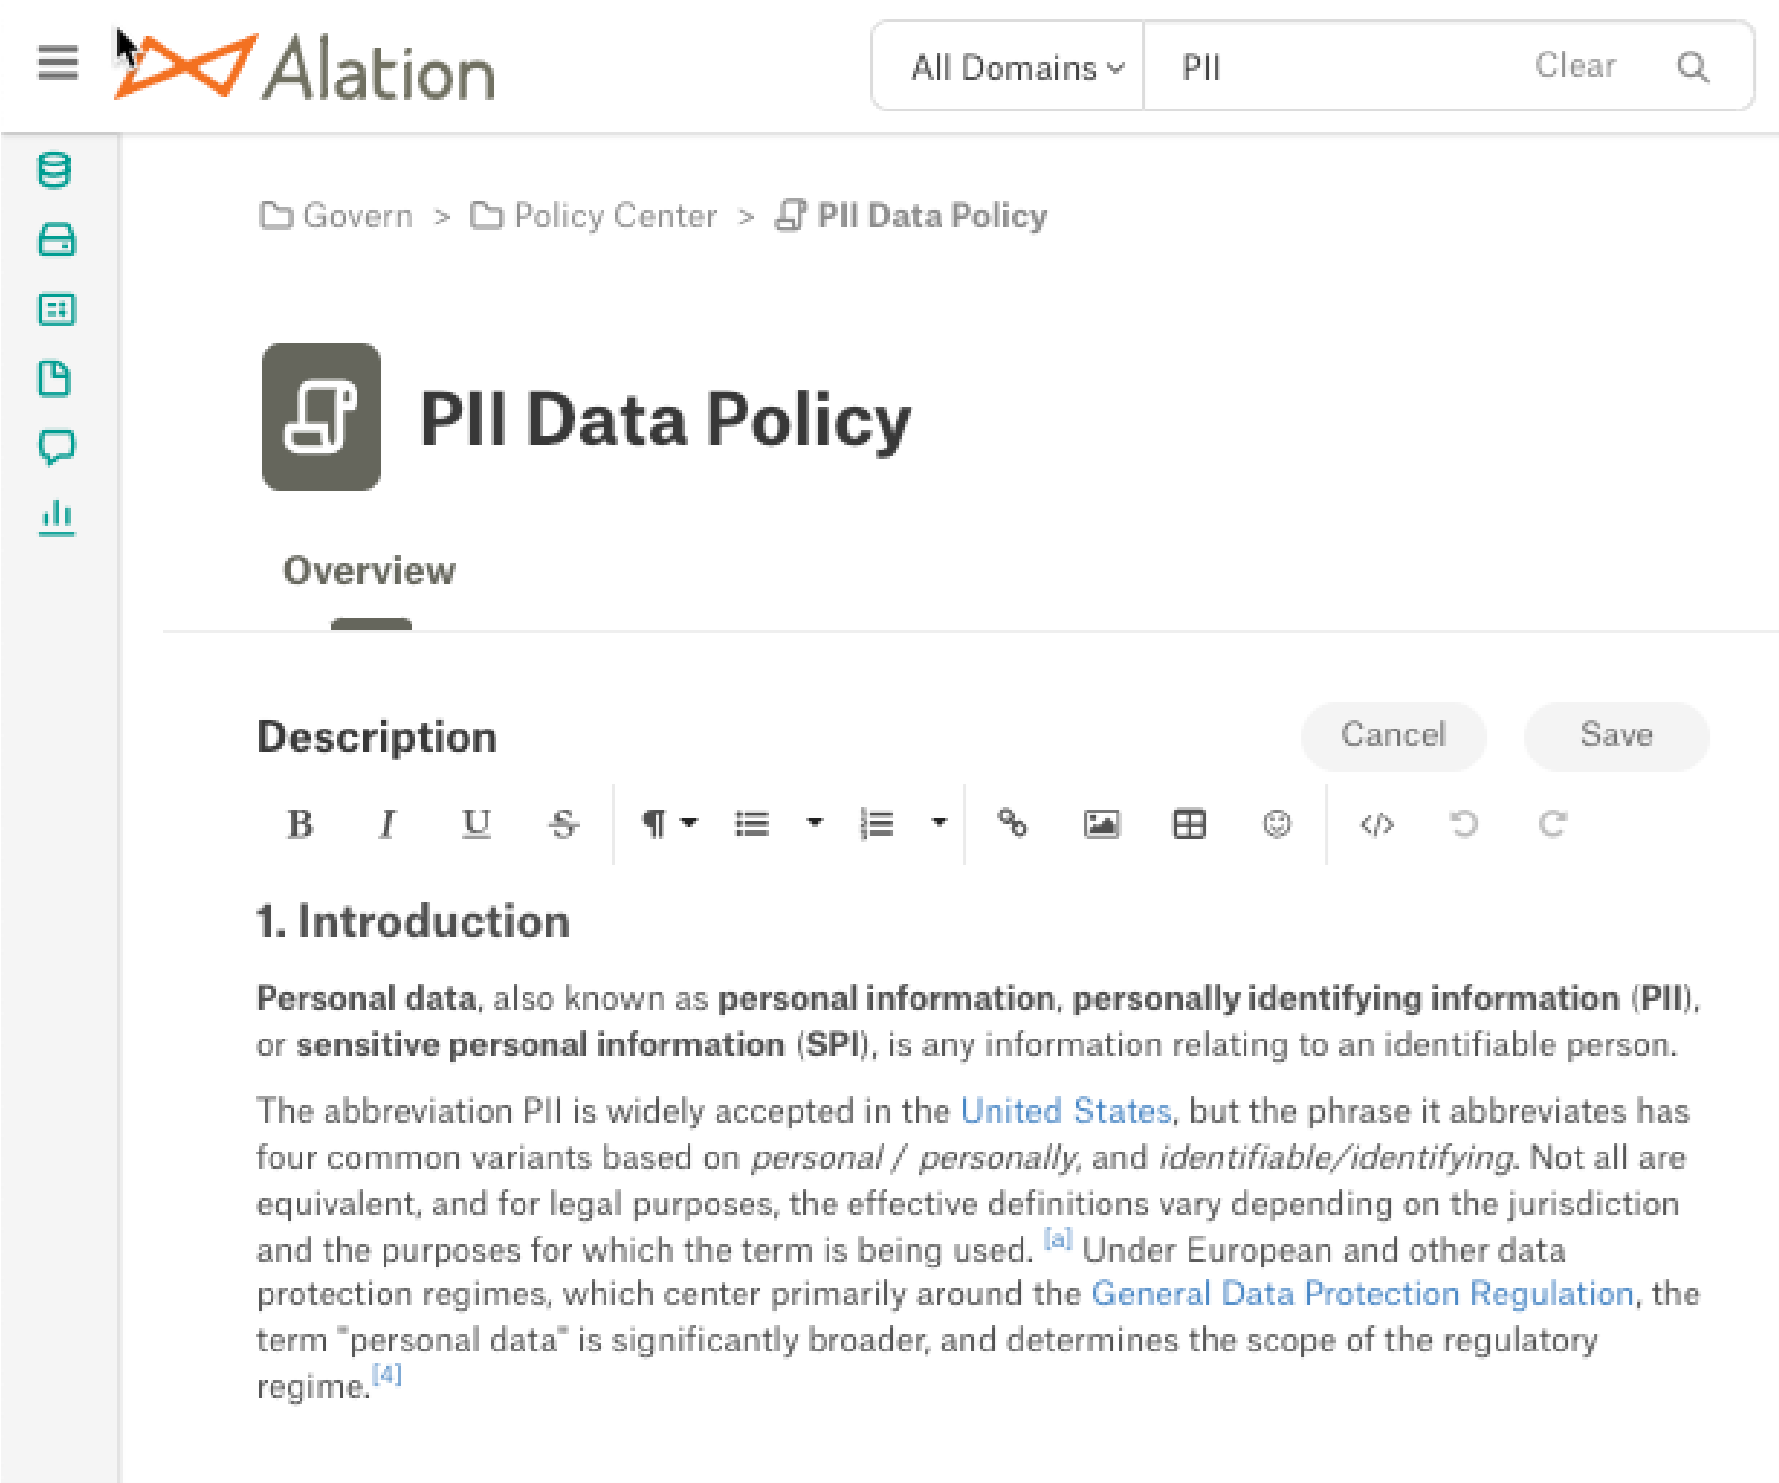 Alation
All Domains PII Clear
Govern > Policy Center > PII Data Policy
PII Data Policy
Overview
Description Cancel Save
B I U S
1. Introduction
Personal data, also known as personal information, personally identifying information (PII),
or sensitive personal information (SPI), is any information relating to an identifiable person.
The abbreviation PII is widely accepted in the United States, but the phrase it abbreviates has
four common variants based on personal / personally, and identifiable/identifying. Not all are
equivalent, and for legal purposes, the effective definitions vary depending on the jurisdiction
and the purposes for which the term is being used. [a] Under European and other data
protection regimes, which center primarily around the General Data Protection Regulation, the
term "personal data" is significantly broader, and determines the scope of the regulatory
regime.[4]